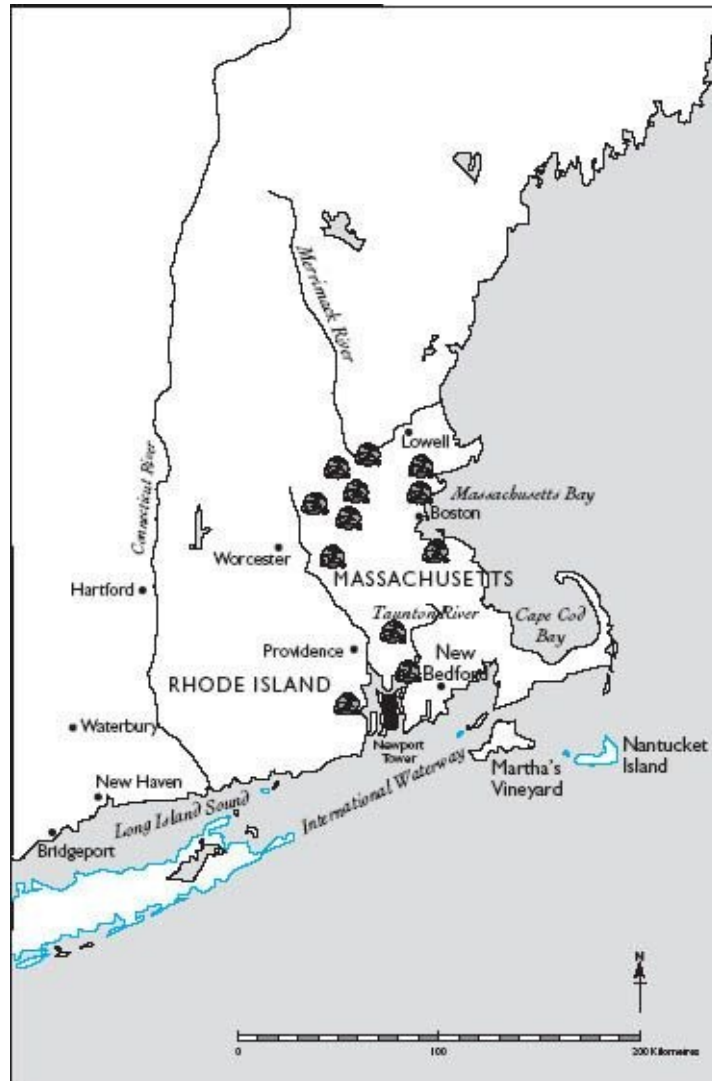 Merrimack River
Lowell
Connecticut River
Massachusetts Bay
Boston
Worcester
MASSACHUSETTS
Hartford
Taunton River
Cape Cod
Bay
Providence
New
Bedford
RHODE ISLAND
Waterbury
Newport
Tower
Nantucket
Island
Martha's
Vineyard
International Waterway
New Haven
Long Island Sound
Bridgeport
N
0
100
200 Kilometres